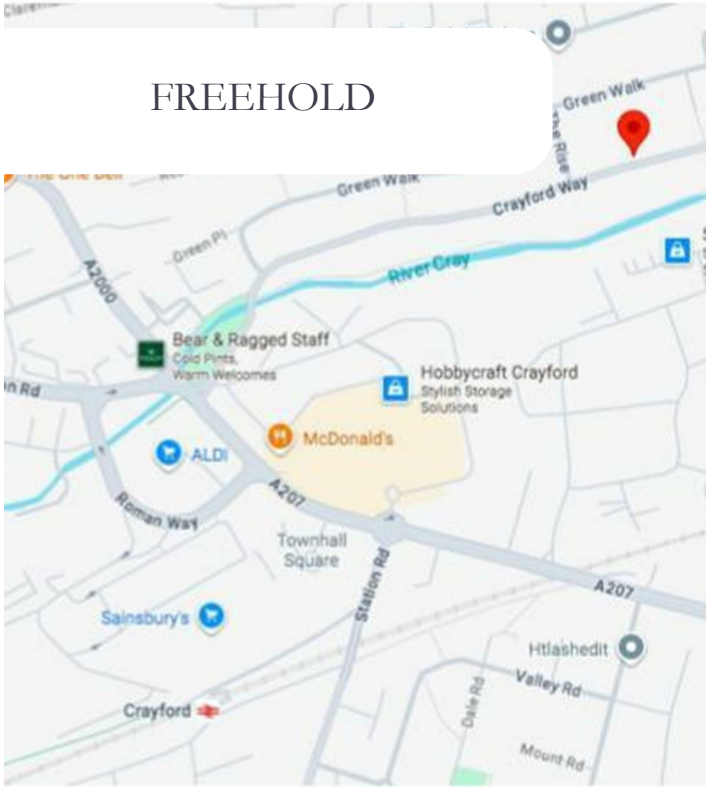 FREEHOLD
Green Walk
The Rise
Green Walk
Crayford Way
Green Pl
River Cray
A2000
Bear & Ragged Staff
Cold Pints,
Warm Welcomes
Hobbycraft Crayford
Stylish Storage
Solutions
McDonald's
ALDI
A207
Roman Way
Townhall
Square
Station Rd
A207
Sainsbury's
Htlashedit
Valley Rd
Crayford
Dale Rd
Mount Rd